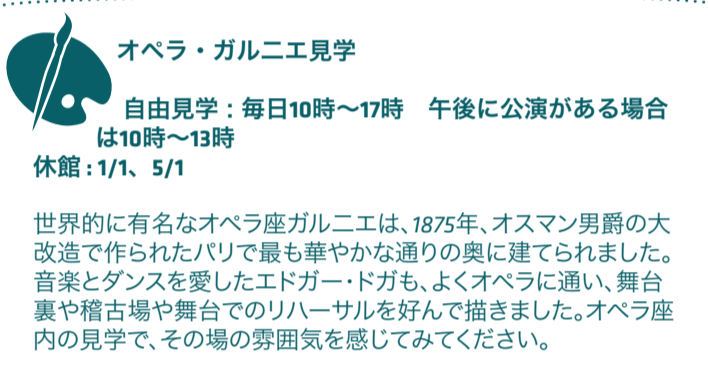 オペラ・ガルニエ見学
自由見学：毎日10時～17時　午後に公演がある場合
は10時～13時
休館：1/1、5/1
世界的に有名なオペラ座ガルニエは、1875年、オスマン男爵の大
改造で作られたパリで最も華やかな通りの奥に建てられました。
音楽とダンスを愛したエドガー・ドガも、よくオペラに通い、舞台
裏や稽古場や舞台でのリハーサルを好んで描きました。オペラ座
内の見学で、その場の雰囲気を感じてみてください。